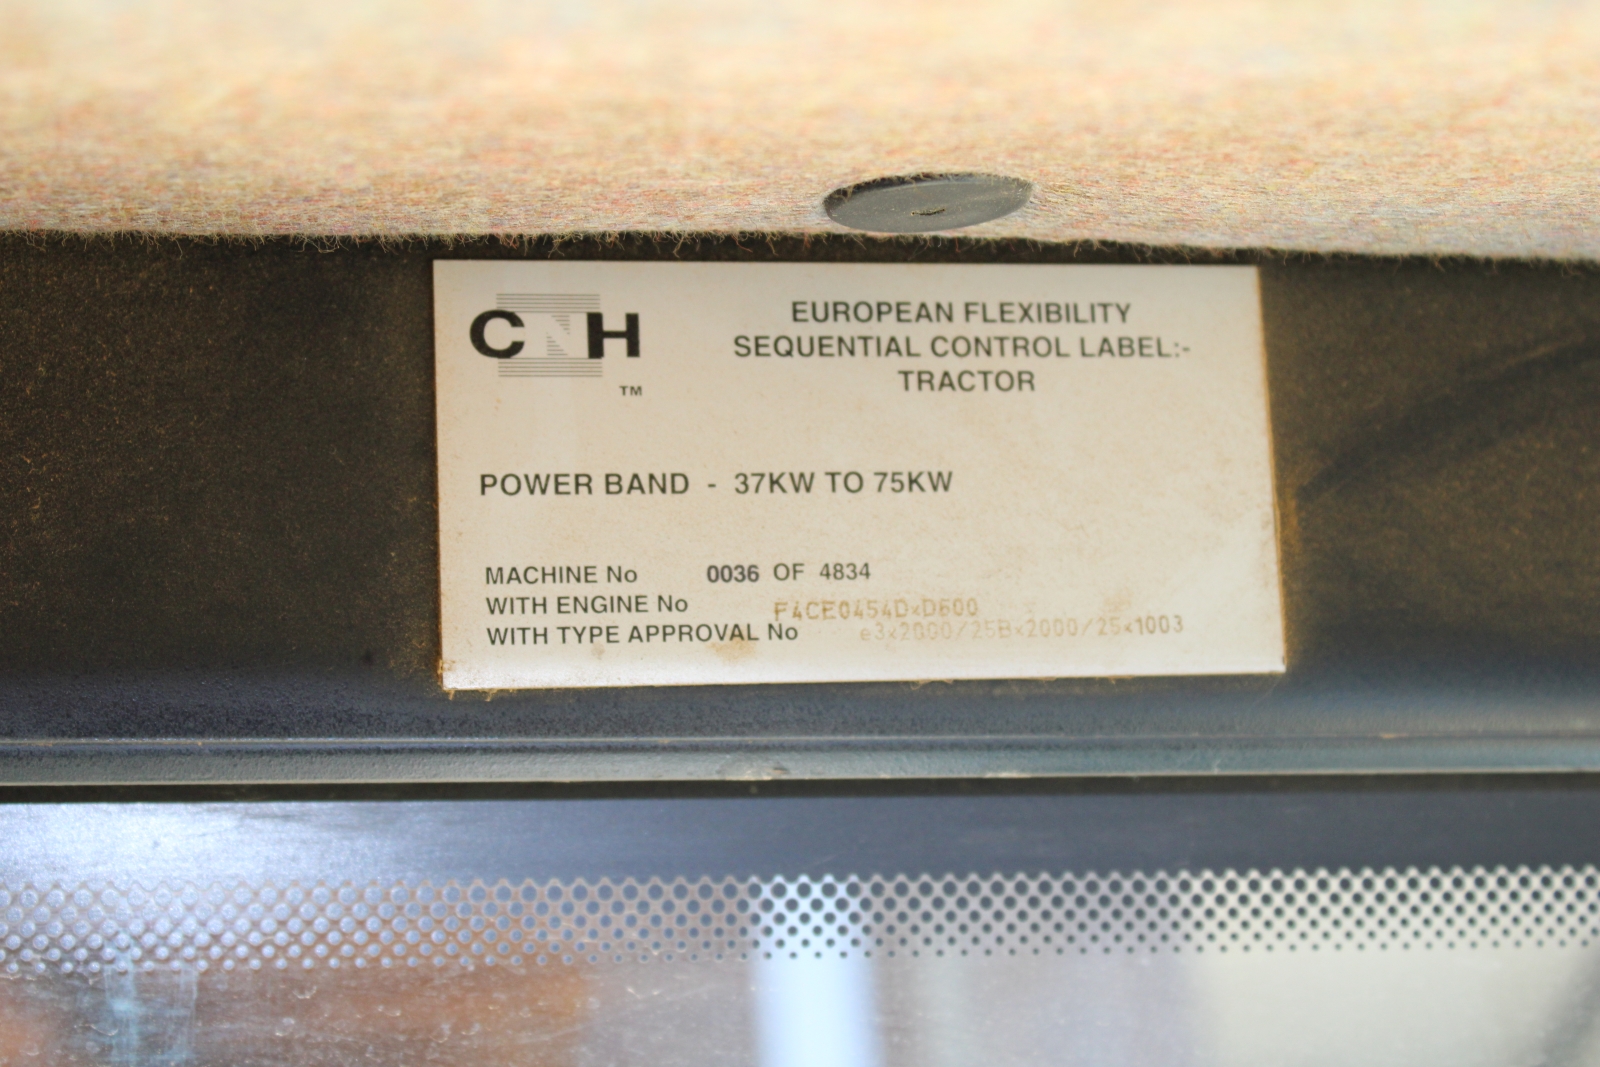 CNH
TM
EUROPEAN FLEXIBILITY
SEQUENTIAL CONTROL LABEL:-
TRACTOR
POWER BAND - 37KW TO 75KW
MACHINE No 0036 OF 4834
WITH ENGINE No F4CE0454D*D600
WITH TYPE APPROVAL No e3*2000/25B*2000/25*1003